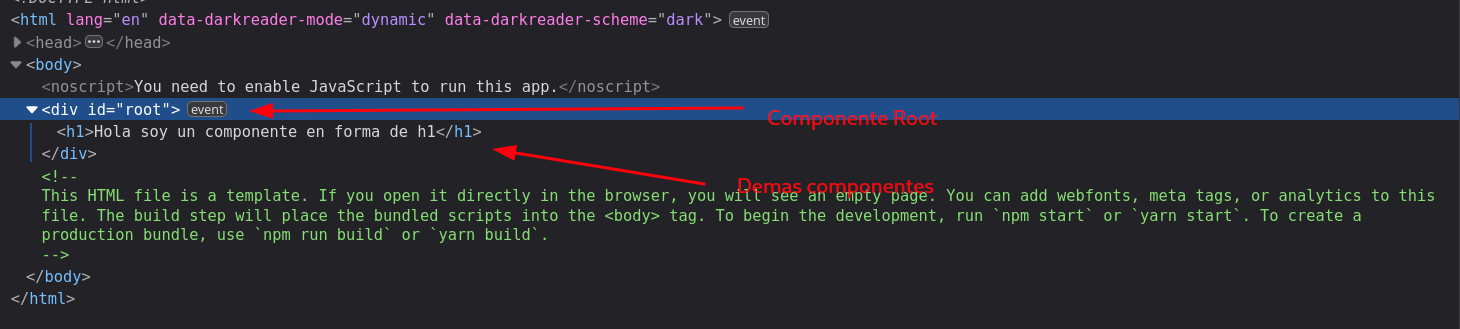 <!DOCTYPE html>
<html lang="en" data-darkreader-mode="dynamic" data-darkreader-scheme="dark"> event
<head> ••• </head>
<body>
<noscript>You need to enable JavaScript to run this app.</noscript>
<div id="root"> event
Componente Root
<h1>Hola soy un componente en forma de h1</h1>
</div>
<!--
Demas componentes
This HTML file is a template. If you open it directly in the browser, you will see an empty page. You can add webfonts, meta tags, or analytics to this
file. The build step will place the bundled scripts into the <body> tag. To begin the development, run `npm start` or `yarn start`. To create a
production bundle, use `npm run build` or `yarn build`.
-->
</body>
</html>